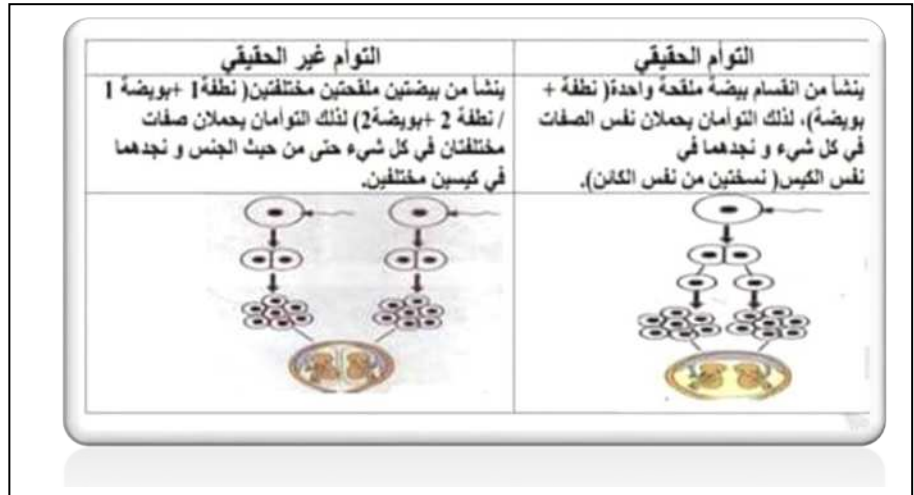 التوأم الحقيقي
ينشأ من انقسام بيضة ملقحة واحدة( نطفة +
بويضة)، لذلك التوأمان يحملان نفس الصفات
في كل شيء و نجدهما في
نفس الكيس( نسختين من نفس الكائن).
التوأم غير الحقيقي
ينشأ من بيضتين ملقحتين مختلفتين( نطفة1 +بويضة 1
/ نطفة 2 +بويضة2) لذلك التوأمان يحملان صفات
مختلفتان في كل شيء حتى من حيث الجنس و نجدهما
في كيسين مختلفين.